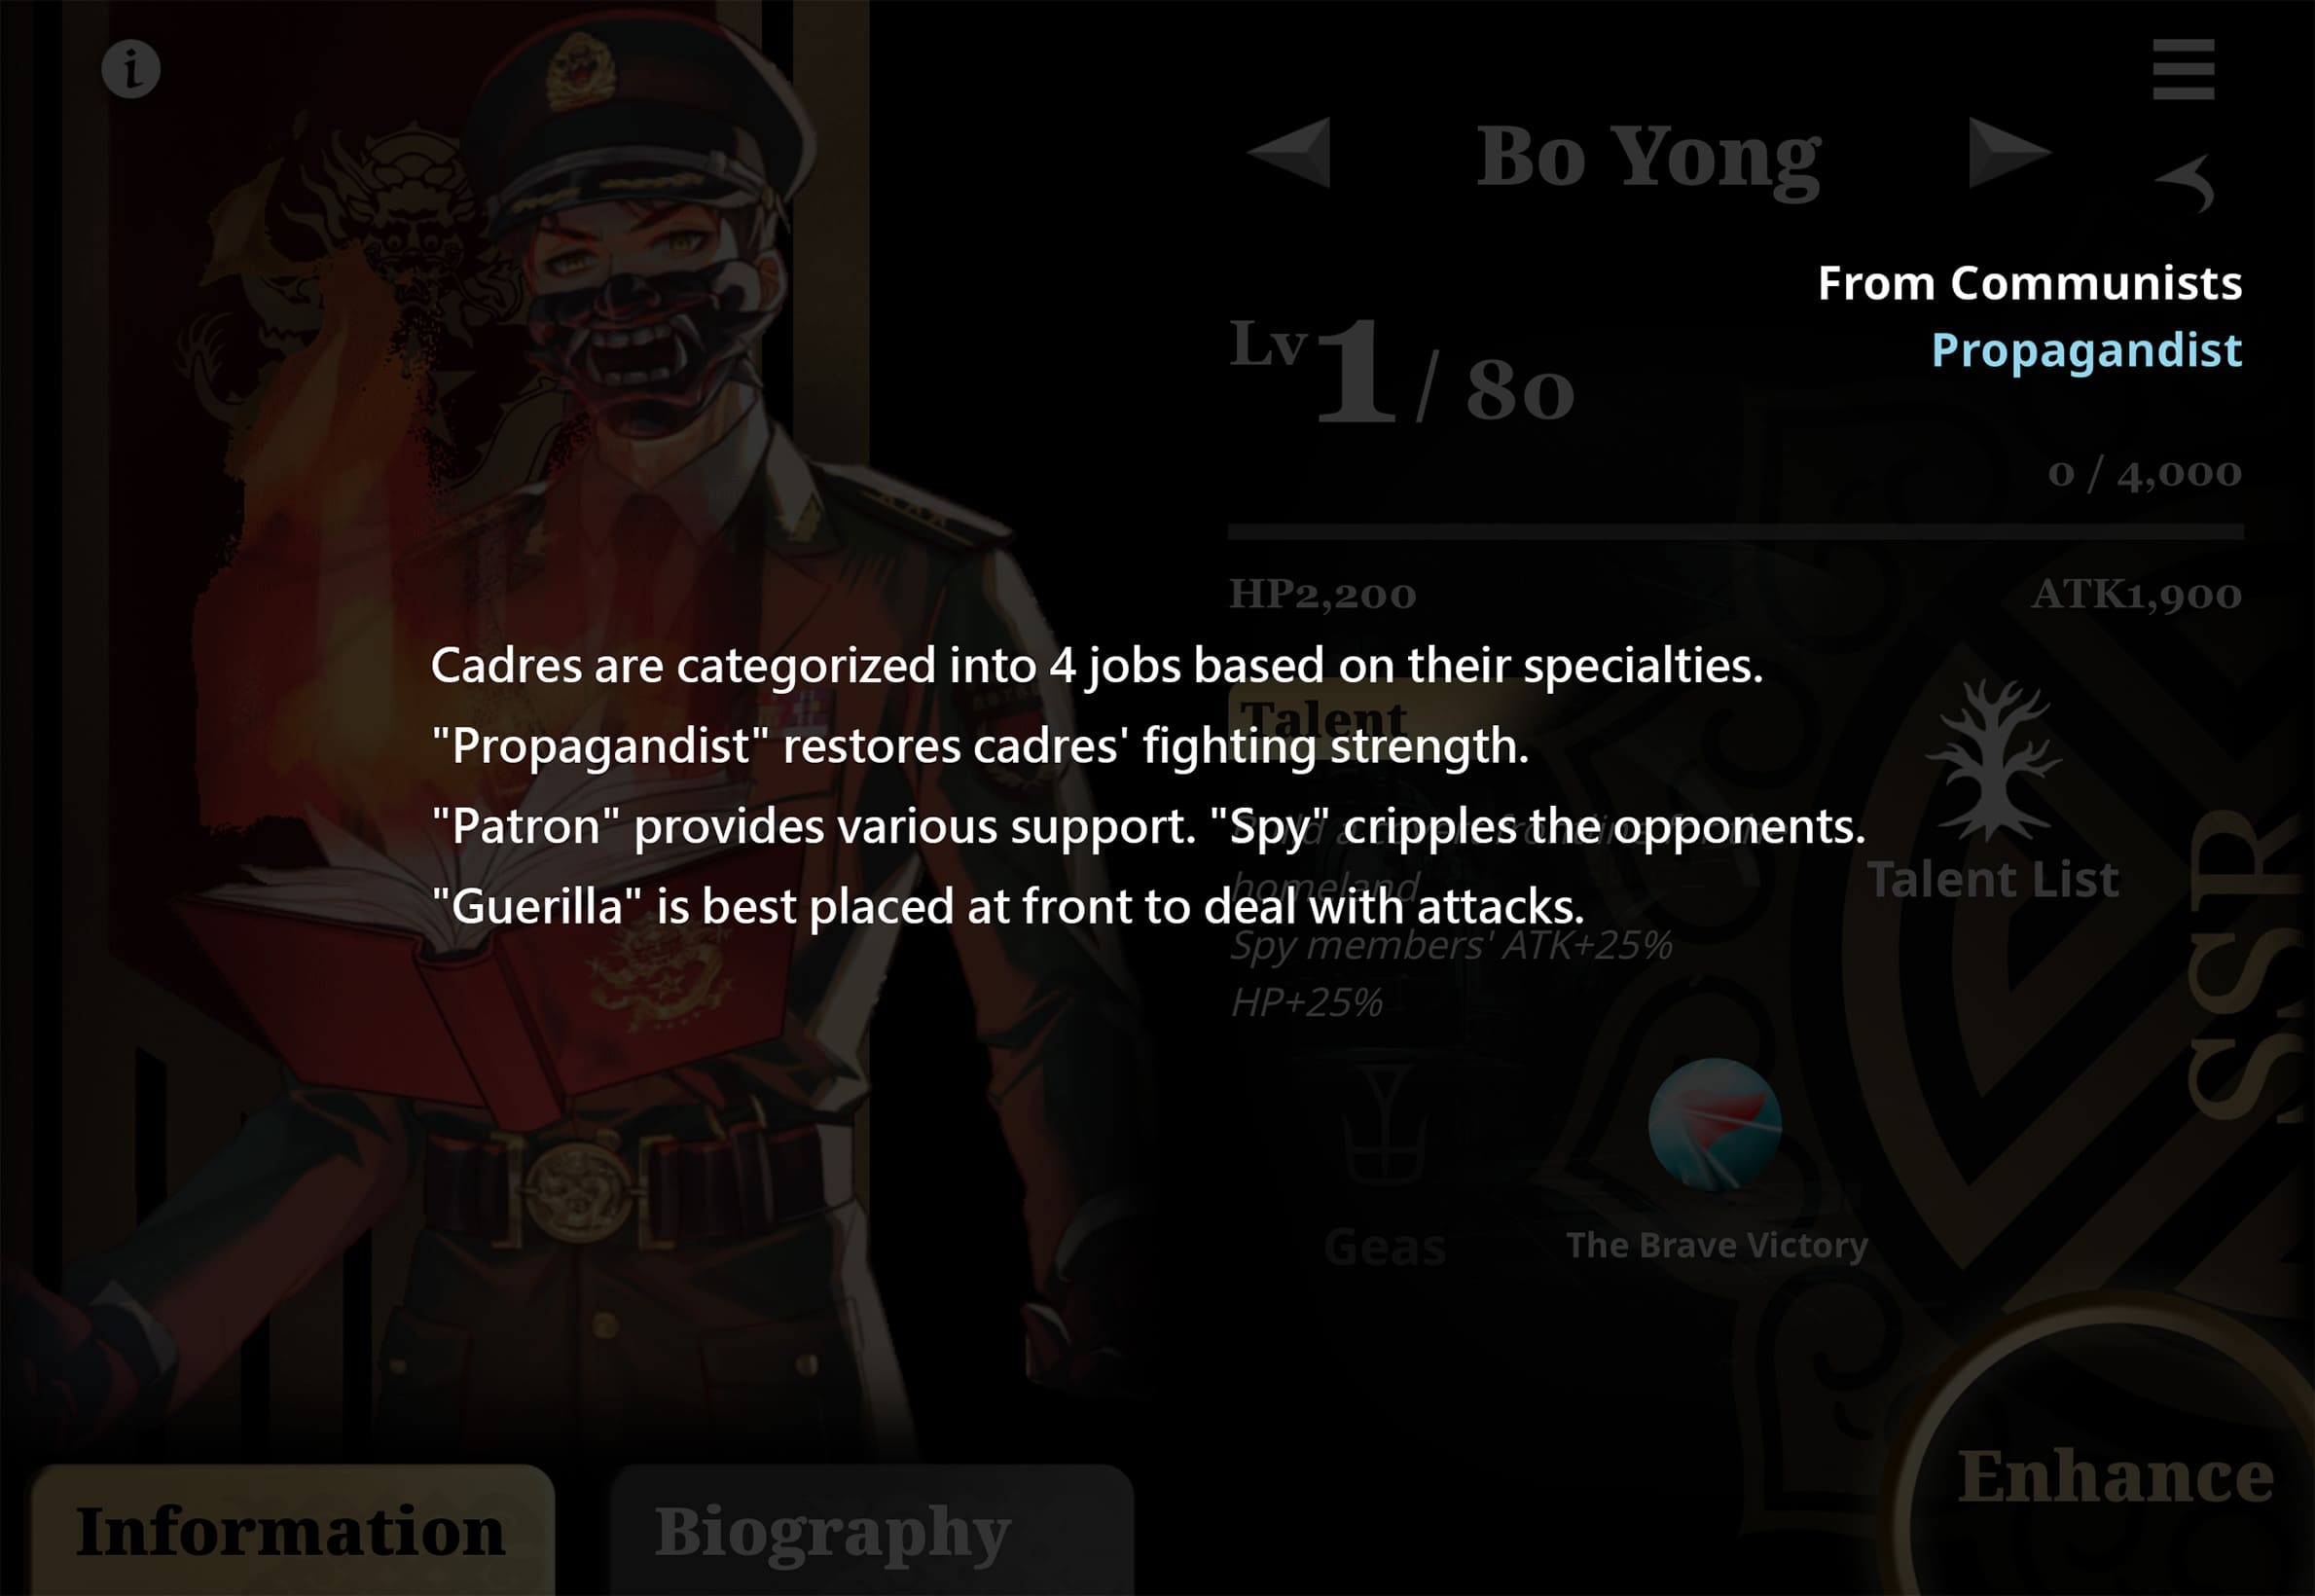 i
Bo Yong
From Communists
Propagandist
Lv 1 / 80
0 / 4,000
HP2,200
ATK1,900
Cadres are categorized into 4 jobs based on their specialties.
"Propagandist" restores cadres' fighting strength.
"Patron" provides various support. "Spy" cripples the opponents.
"Guerilla" is best placed at front to deal with attacks.
Talent
homeland
Spy members' ATK+25%
HP+25%
Talent List
SSR
Geas
The Brave Victory
Enhance
Information
Biography